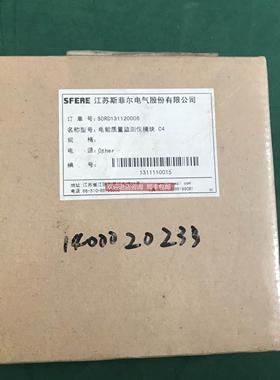 SFERE 江苏斯菲尔电气股份有限公司
订 单 号：SORD131120006
名称型号：电能质量监测仪模块 C4
规 格：
电 源：Other
编 号：
1311110015
14000 20233